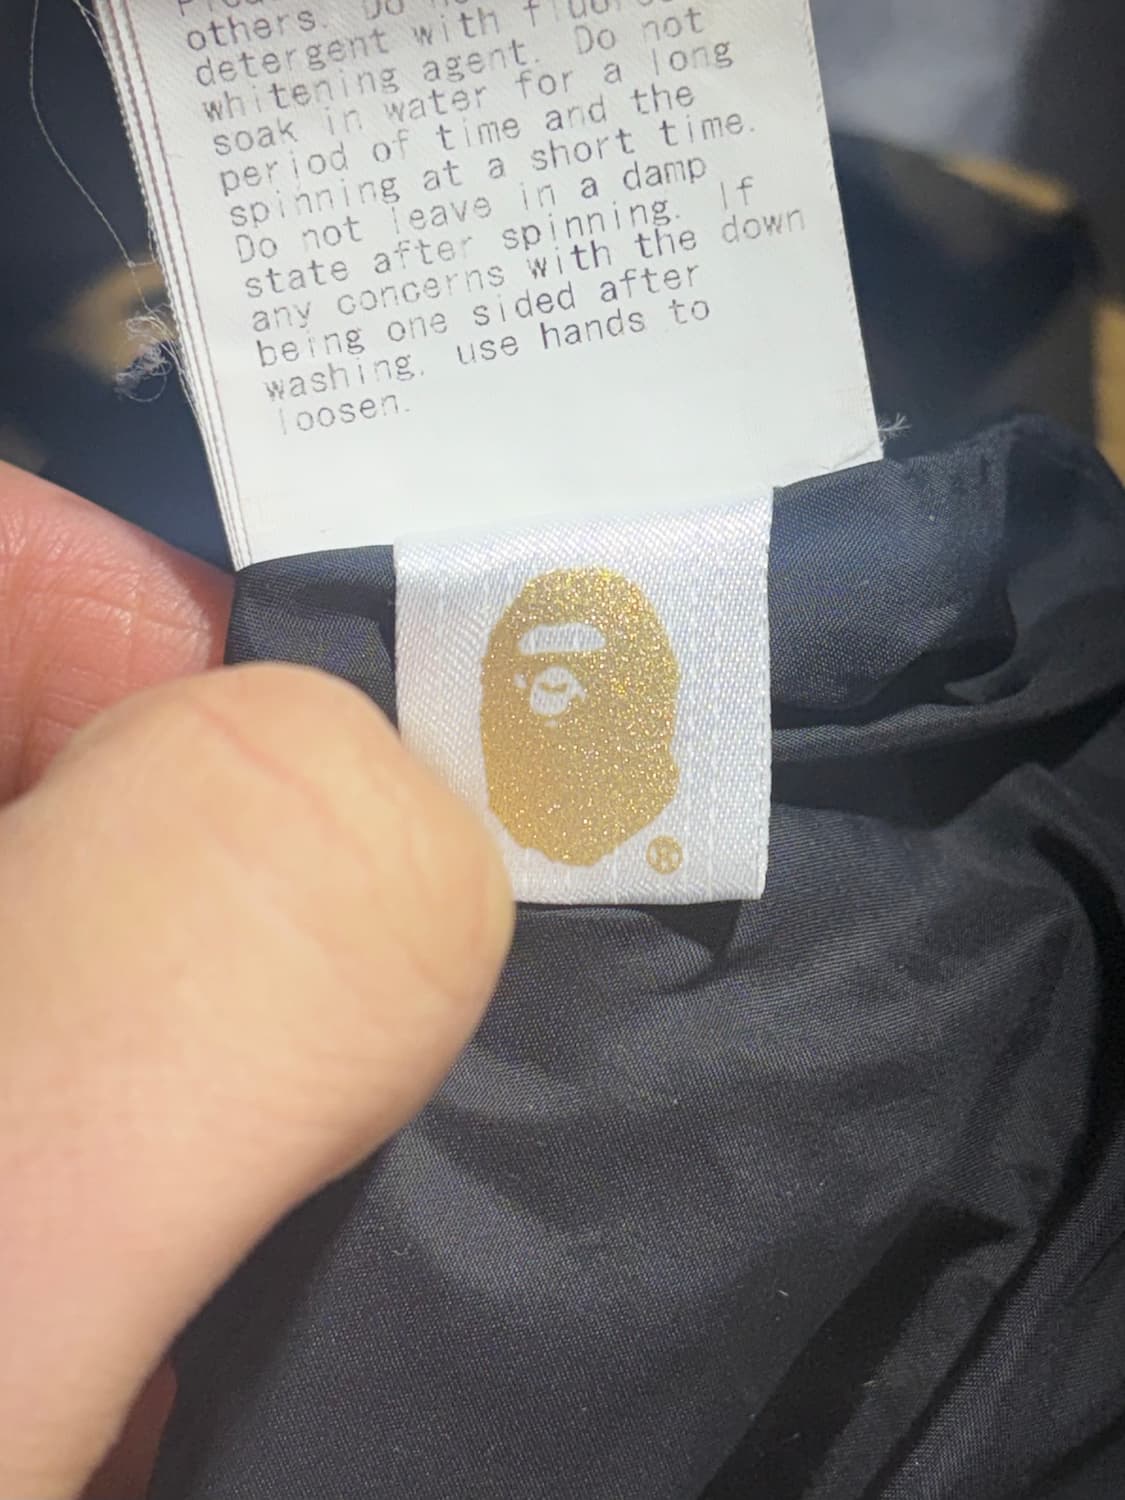 others. Do
detergent with
whitening agent. Do not
soak in water for a long
period of time and the
spinning at a short time.
Do not leave in a damp
state after spinning. If
any concerns with the down
being one sided after
washing, use hands to
loosen.
®